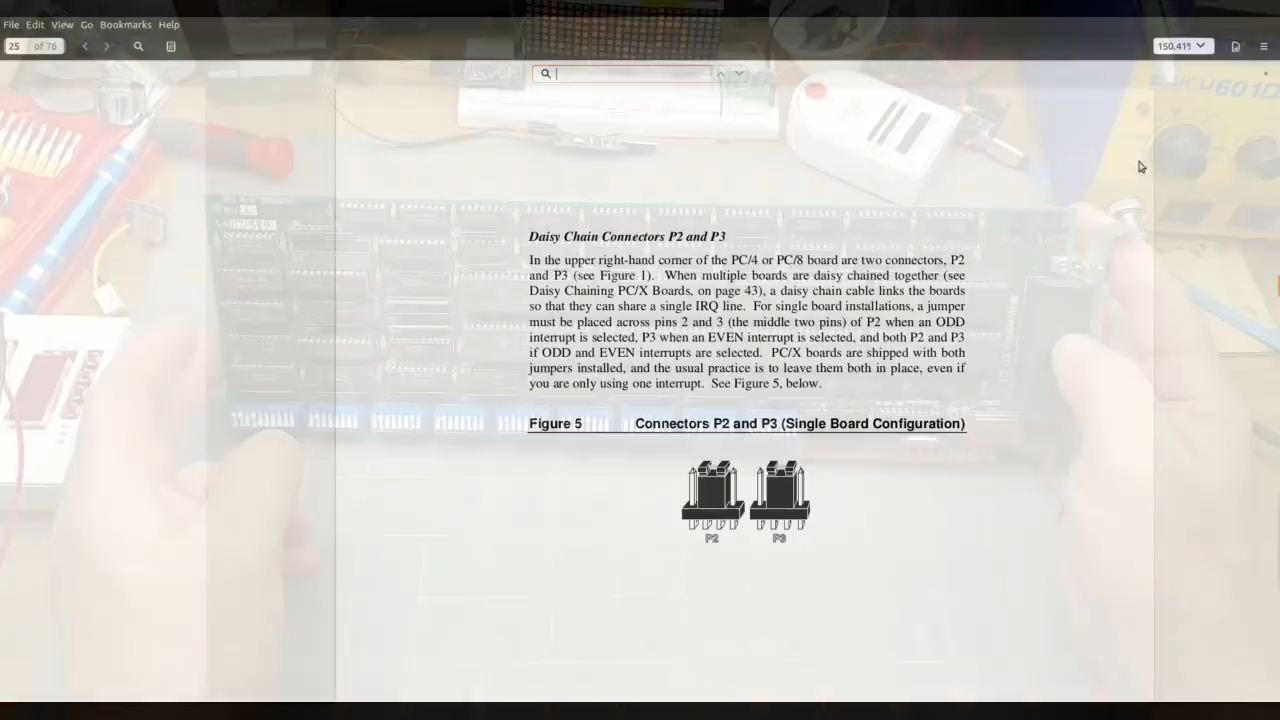 File Edit View Go Bookmarks Help
25 of 76
Daisy Chain Connectors P2 and P3
In the upper right-hand corner of the PC/4 or PC/8 board are two connectors, P2
and P3 (see Figure 1). When multiple boards are daisy chained together (see
Daisy Chaining PC/X Boards, on page 43), a daisy chain cable links the boards
so that they can share a single IRQ line. For single board installations, a jumper
must be placed across pins 2 and 3 (the middle two pins) of P2 when an ODD
interrupt is selected, P3 when an EVEN interrupt is selected, and both P2 and P3
if ODD and EVEN interrupts are selected. PC/X boards are shipped with both
jumpers installed, and the usual practice is to leave them both in place, even if
you are only using one interrupt. See Figure 5, below.
Figure 5 Connectors P2 and P3 (Single Board Configuration)
P2 P3